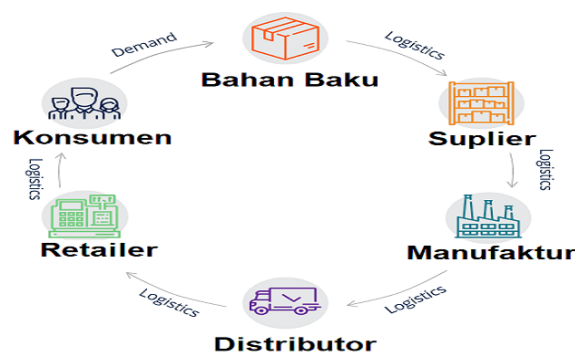 Demand
Bahan Baku
Logistics
Suplier
Logistics
Manufaktur
Logistics
Distributor
Logistics
Retailer
Logistics
Konsumen